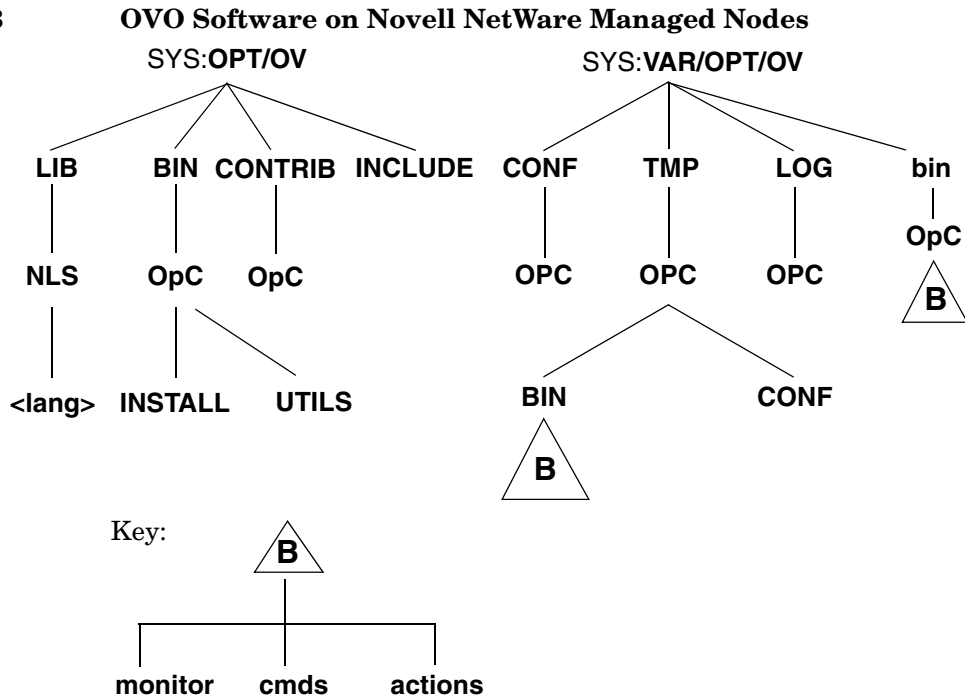 3 OVO Software on Novell NetWare Managed Nodes
SYS:OPT/OV SYS:VAR/OPT/OV
LIB BIN CONTRIB INCLUDE CONF TMP LOG bin
OpC
NLS OpC OpC OPC OPC OPC B
<lang> INSTALL UTILS BIN CONF
B
Key:
B
monitor cmds actions